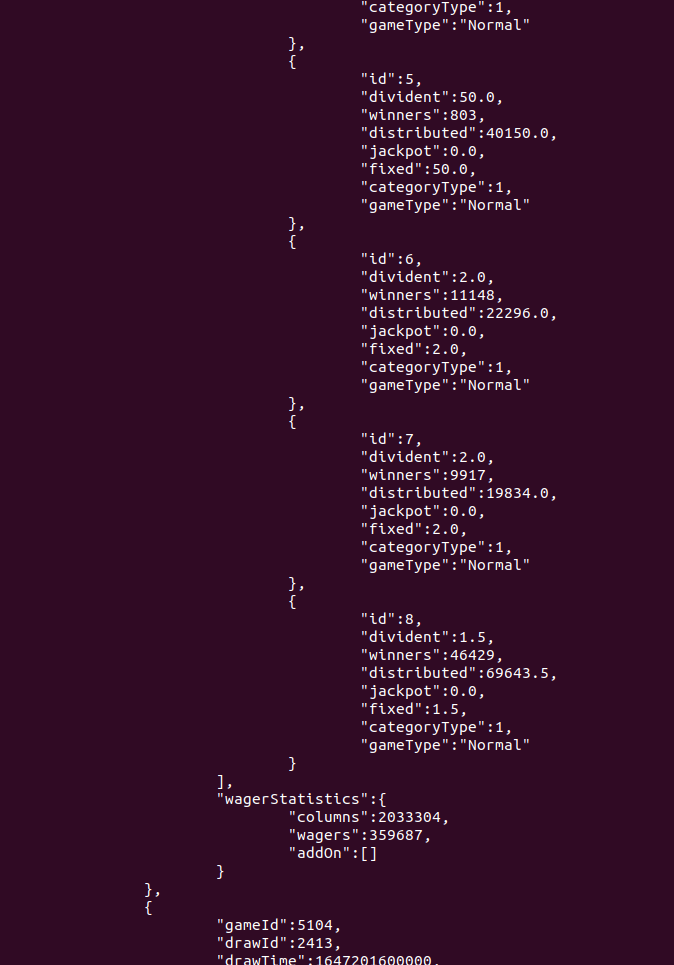 "categoryType":1,
"gameType":"Normal"
},
{
"id":5,
"divident":50.0,
"winners":803,
"distributed":40150.0,
"jackpot":0.0,
"fixed":50.0,
"categoryType":1,
"gameType":"Normal"
},
{
"id":6,
"divident":2.0,
"winners":11148,
"distributed":22296.0,
"jackpot":0.0,
"fixed":2.0,
"categoryType":1,
"gameType":"Normal"
},
{
"id":7,
"divident":2.0,
"winners":9917,
"distributed":19834.0,
"jackpot":0.0,
"fixed":2.0,
"categoryType":1,
"gameType":"Normal"
},
{
"id":8,
"divident":1.5,
"winners":46429,
"distributed":69643.5,
"jackpot":0.0,
"fixed":1.5,
"categoryType":1,
"gameType":"Normal"
}
],
"wagerStatistics":{
"columns":2033304,
"wagers":359687,
"addOn":[]
}
},
{
"gameId":5104,
"drawId":2413,
"drawTime":1647201600000,